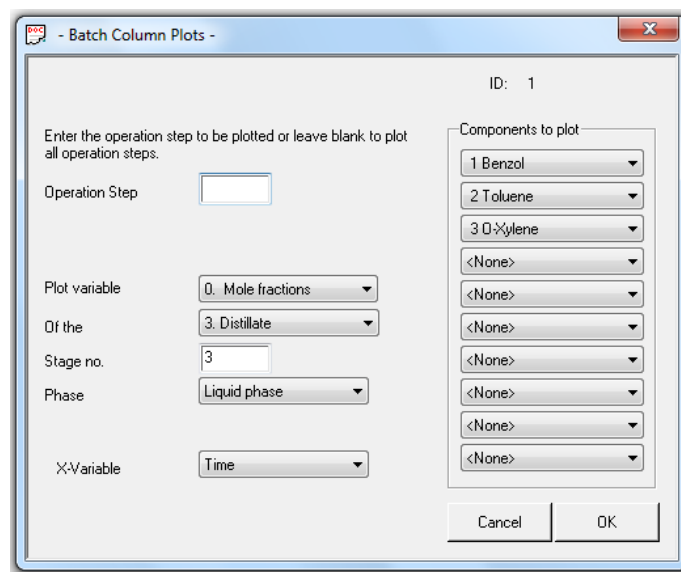 DOC - Batch Column Plots -
X
ID: 1
Enter the operation step to be plotted or leave blank to plot
all operation steps.
Operation Step
Plot variable 0. Mole fractions
Of the 3. Distillate
Stage no. 3
Phase Liquid phase
X-Variable Time
Components to plot
1 Benzol
2 Toluene
3 O-Xylene
<None>
<None>
<None>
<None>
<None>
<None>
<None>
Cancel OK